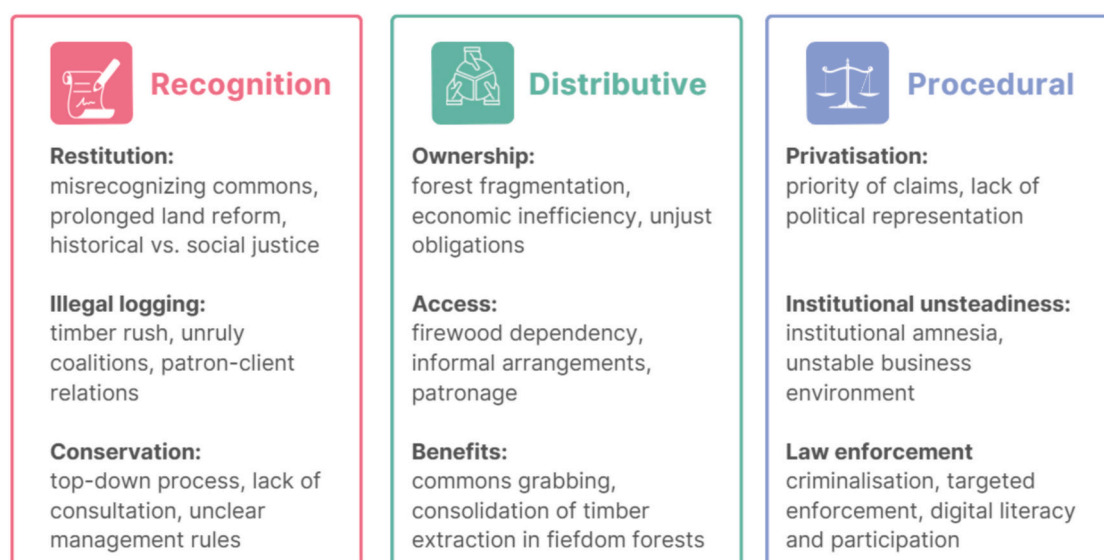 Recognition
Restitution:
misrecognizing commons,
prolonged land reform,
historical vs. social justice
Illegal logging:
timber rush, unruly
coalitions, patron-client
relations
Conservation:
top-down process, lack of
consultation, unclear
management rules
Distributive
Ownership:
forest fragmentation,
economic inefficiency, unjust
obligations
Access:
firewood dependency,
informal arrangements,
patronage
Benefits:
commons grabbing,
consolidation of timber
extraction in fiefdom forests
Procedural
Privatisation:
priority of claims, lack of
political representation
Institutional unsteadiness:
institutional amnesia,
unstable business
environment
Law enforcement
criminalisation, targeted
enforcement, digital literacy
and participation